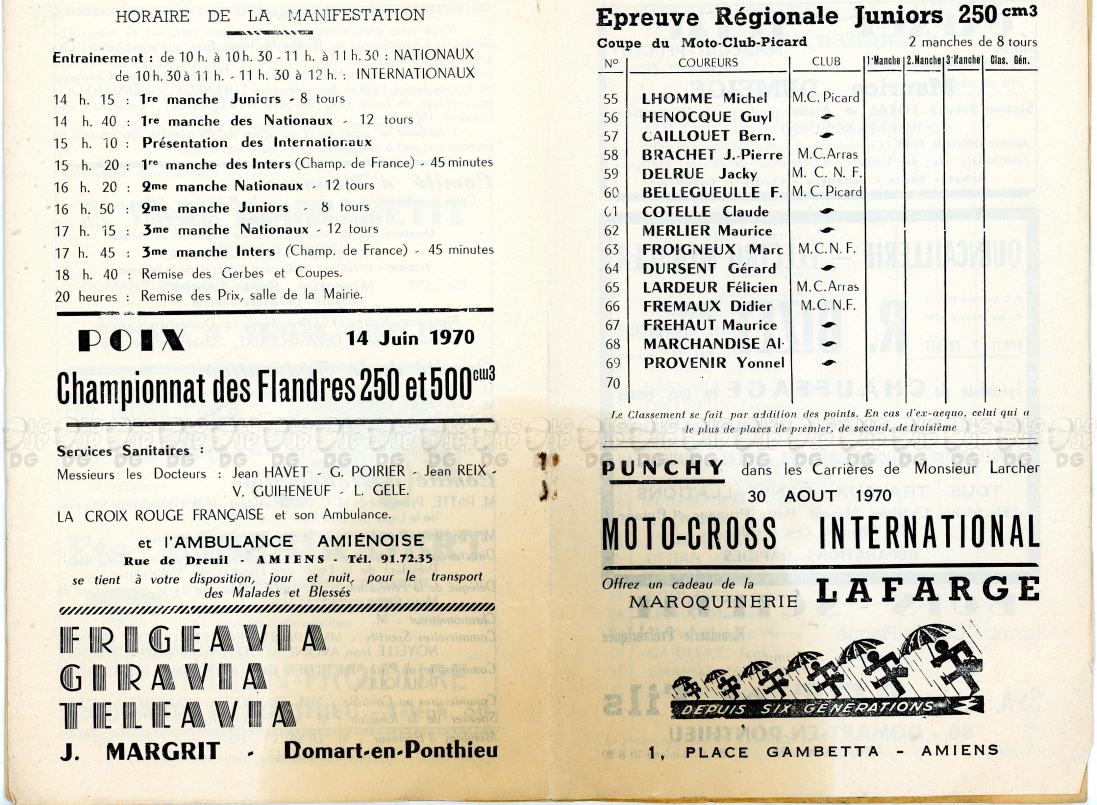 HORAIRE DE LA MANIFESTATION
Entrainement : de 10 h. à 10 h. 30 - 11 h. à 11 h. 30 : NATIONAUX
de 10 h. 30 à 11 h. - 11 h. 30 à 12 h. : INTERNATIONAUX
14 h. 15 : 1re manche Juniors - 8 tours
14 h. 40 : 1re manche des Nationaux - 12 tours
15 h. 10 : Présentation des Internationaux
15 h. 20 : 1re manche des Inters (Champ. de France) - 45 minutes
16 h. 20 : 2me manche Nationaux - 12 tours
16 h. 50 : 2me manche Juniors - 8 tours
17 h. 15 : 3me manche Nationaux - 12 tours
17 h. 45 : 3me manche Inters (Champ. de France) - 45 minutes
18 h. 40 : Remise des Gerbes et Coupes.
20 heures : Remise des Prix, salle de la Mairie.
POIX 14 Juin 1970
Championnat des Flandres 250 et 500 cm3
Services Sanitaires :
Messieurs les Docteurs : Jean HAVET - G. POIRIER - Jean REIX -
V. GUIHENEUF - L. GELE.
LA CROIX ROUGE FRANÇAISE et son Ambulance.
et l'AMBULANCE AMIÉNOISE
Rue de Dreuil - AMIENS - Tél. 91.72.35
se tient à votre disposition, jour et nuit, pour le transport
des Malades et Blessés
FRIGEAVIA
GIRAVIA
TELEAVIA
J. MARGRIT - Domart-en-Ponthieu
Epreuve Régionale Juniors 250 cm3
Coupe du Moto-Club-Picard 2 manches de 8 tours
N° COUREURS CLUB 1re Manche 2.Manche 3e Manche Clas. Gén.
55 LHOMME Michel M.C. Picard
56 HENOCQUE Guyl
57 CAILLOUET Bern.
58 BRACHET J.-Pierre M.C.Arras
59 DELRUE Jacky M. C. N. F.
60 BELLEGUEULLE F. M. C. Picard
61 COTELLE Claude
62 MERLIER Maurice
63 FROIGNEUX Marc M.C.N.F.
64 DURSENT Gérard
65 LARDEUR Félicien M.C.Arras
66 FREMAUX Didier M.C.N.F.
67 FREHAUT Maurice
68 MARCHANDISE Al.
69 PROVENIR Yonnel
70
Le Classement se fait par addition des points. En cas d'ex-aequo, celui qui a
le plus de places de premier, de second, de troisième
PUNCHY dans les Carrières de Monsieur Larcher
30 AOUT 1970
MOTO-CROSS INTERNATIONAL
Offrez un cadeau de la
MAROQUINERIE LAFARGE
DEPUIS SIX GÉNÉRATIONS
1, PLACE GAMBETTA - AMIENS